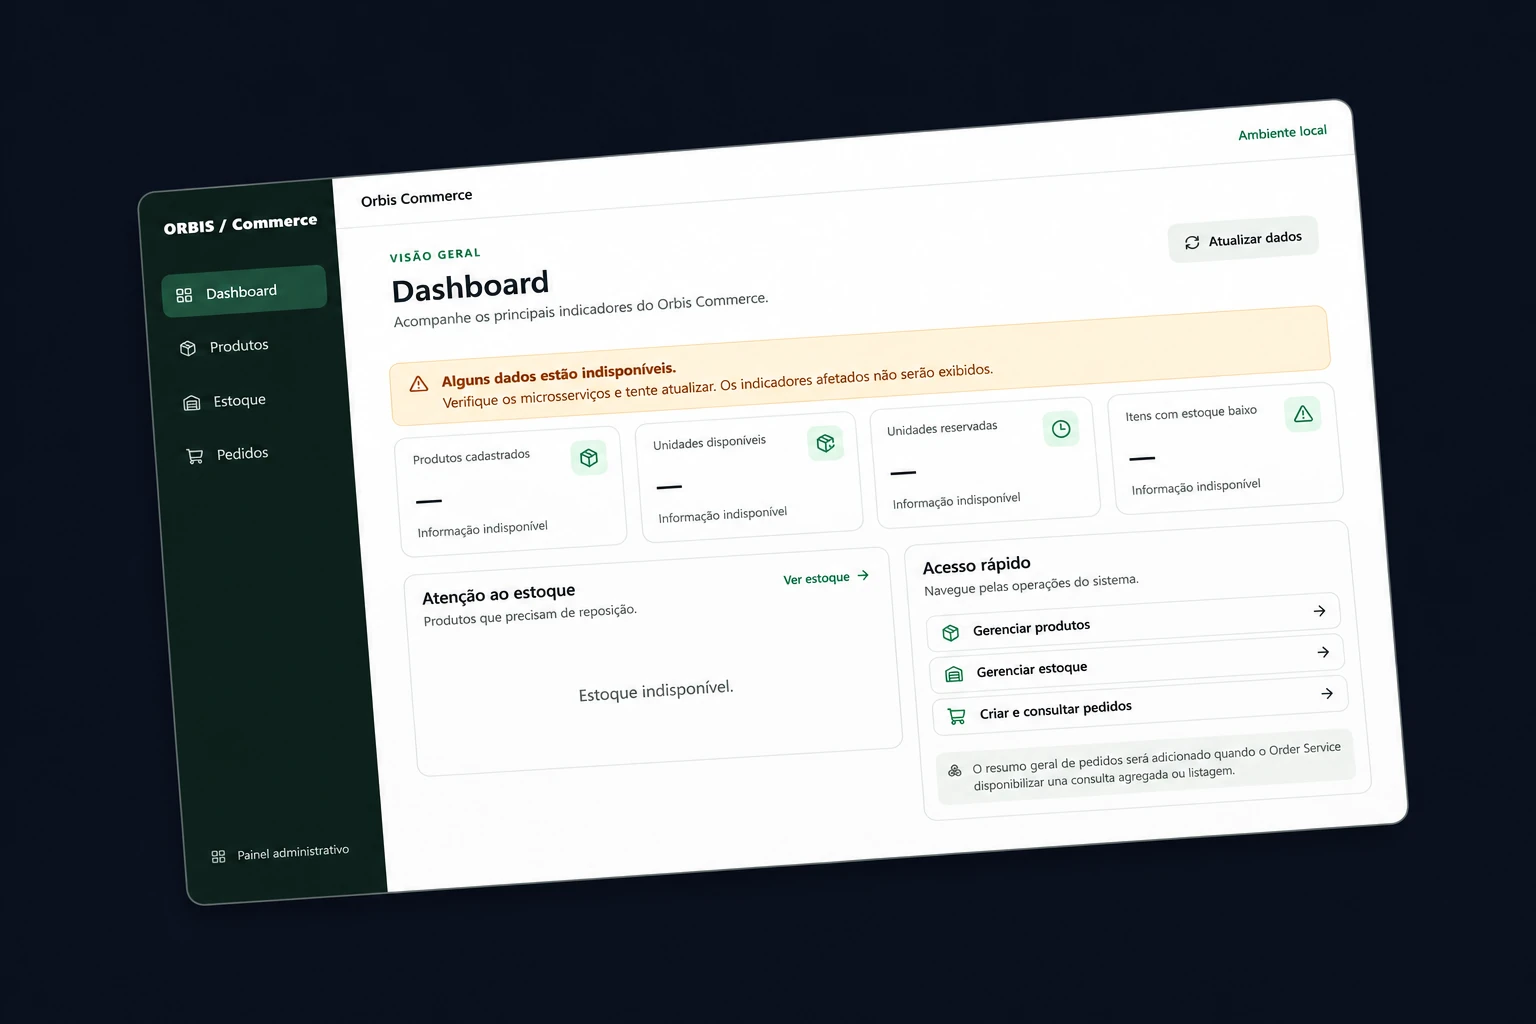 ORBIS / Commerce
Dashboard
Produtos
Estoque
Pedidos
Painel administrativo
Orbis Commerce
Ambiente local
VISÃO GERAL
Dashboard
Acompanhe os principais indicadores do Orbis Commerce.
Atualizar dados
Alguns dados estão indisponíveis.
Verifique os microsserviços e tente atualizar. Os indicadores afetados não serão exibidos.
Produtos cadastrados
—
Informação indisponível
Unidades disponíveis
—
Informação indisponível
Unidades reservadas
—
Informação indisponível
Itens com estoque baixo
—
Informação indisponível
Atenção ao estoque
Produtos que precisam de reposição.
Ver estoque →
Estoque indisponível.
Acesso rápido
Navegue pelas operações do sistema.
Gerenciar produtos →
Gerenciar estoque →
Criar e consultar pedidos →
O resumo geral de pedidos será adicionado quando o Order Service
disponibilizar una consulta agregada ou listagem.